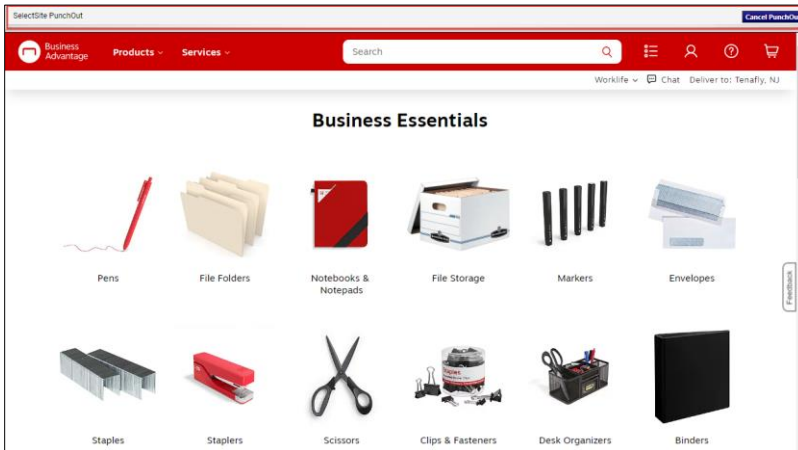 SelectSite PunchOut
Cancel PunchOu
Business
Advantage
Products
Services
Search
Worklife
Chat
Deliver to: Tenafly, NJ
Business Essentials
Pens
File Folders
Notebooks &
Notepads
File Storage
Markers
Envelopes
Feedback
Staples
Staplers
Scissors
Clips & Fasteners
Desk Organizers
Binders